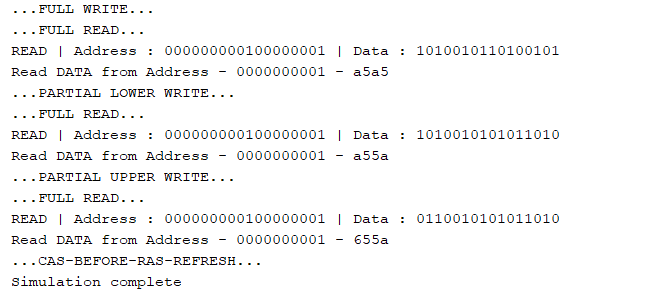 ...FULL WRITE...
...FULL READ...
READ | Address : 000000000100000001 | Data : 1010010110100101
Read DATA from Address - 0000000001 - a5a5
...PARTIAL LOWER WRITE...
...FULL READ...
READ | Address : 000000000100000001 | Data : 1010010101011010
Read DATA from Address - 0000000001 - a55a
...PARTIAL UPPER WRITE...
...FULL READ...
READ | Address : 000000000100000001 | Data : 0110010101011010
Read DATA from Address - 0000000001 - 655a
...CAS-BEFORE-RAS-REFRESH...
Simulation complete